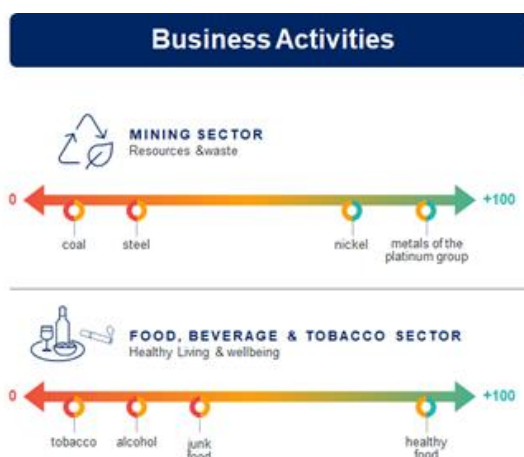 Business Activities
MINING SECTOR
Resources &waste
0
+100
coal
steel
nickel
metals of the
platinum group
FOOD, BEVERAGE & TOBACCO SECTOR
Healthy Living & wellbeing
0
+100
tobacco
alcohol
junk
food
healthy
food